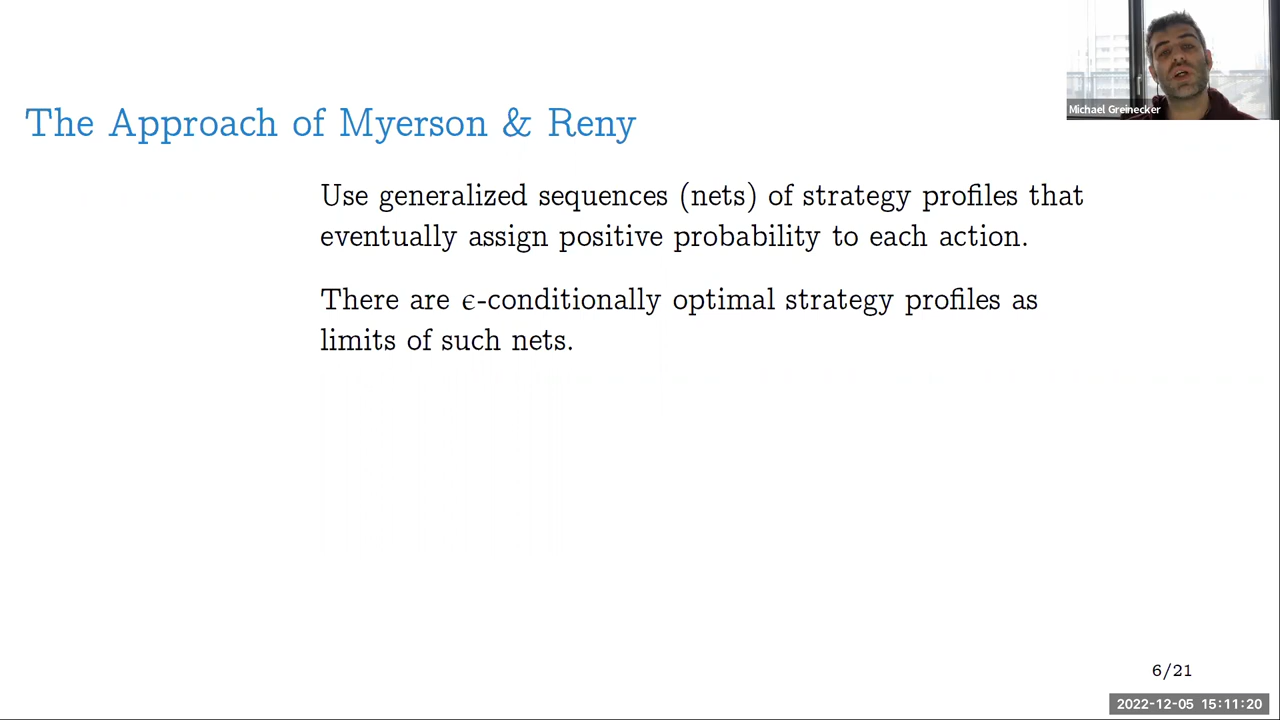 Michael Greinecker
The Approach of Myerson & Reny
Use generalized sequences (nets) of strategy profiles that
eventually assign positive probability to each action.
There are ϵ-conditionally optimal strategy profiles as
limits of such nets.
6/21
2022-12-05 15:11:20